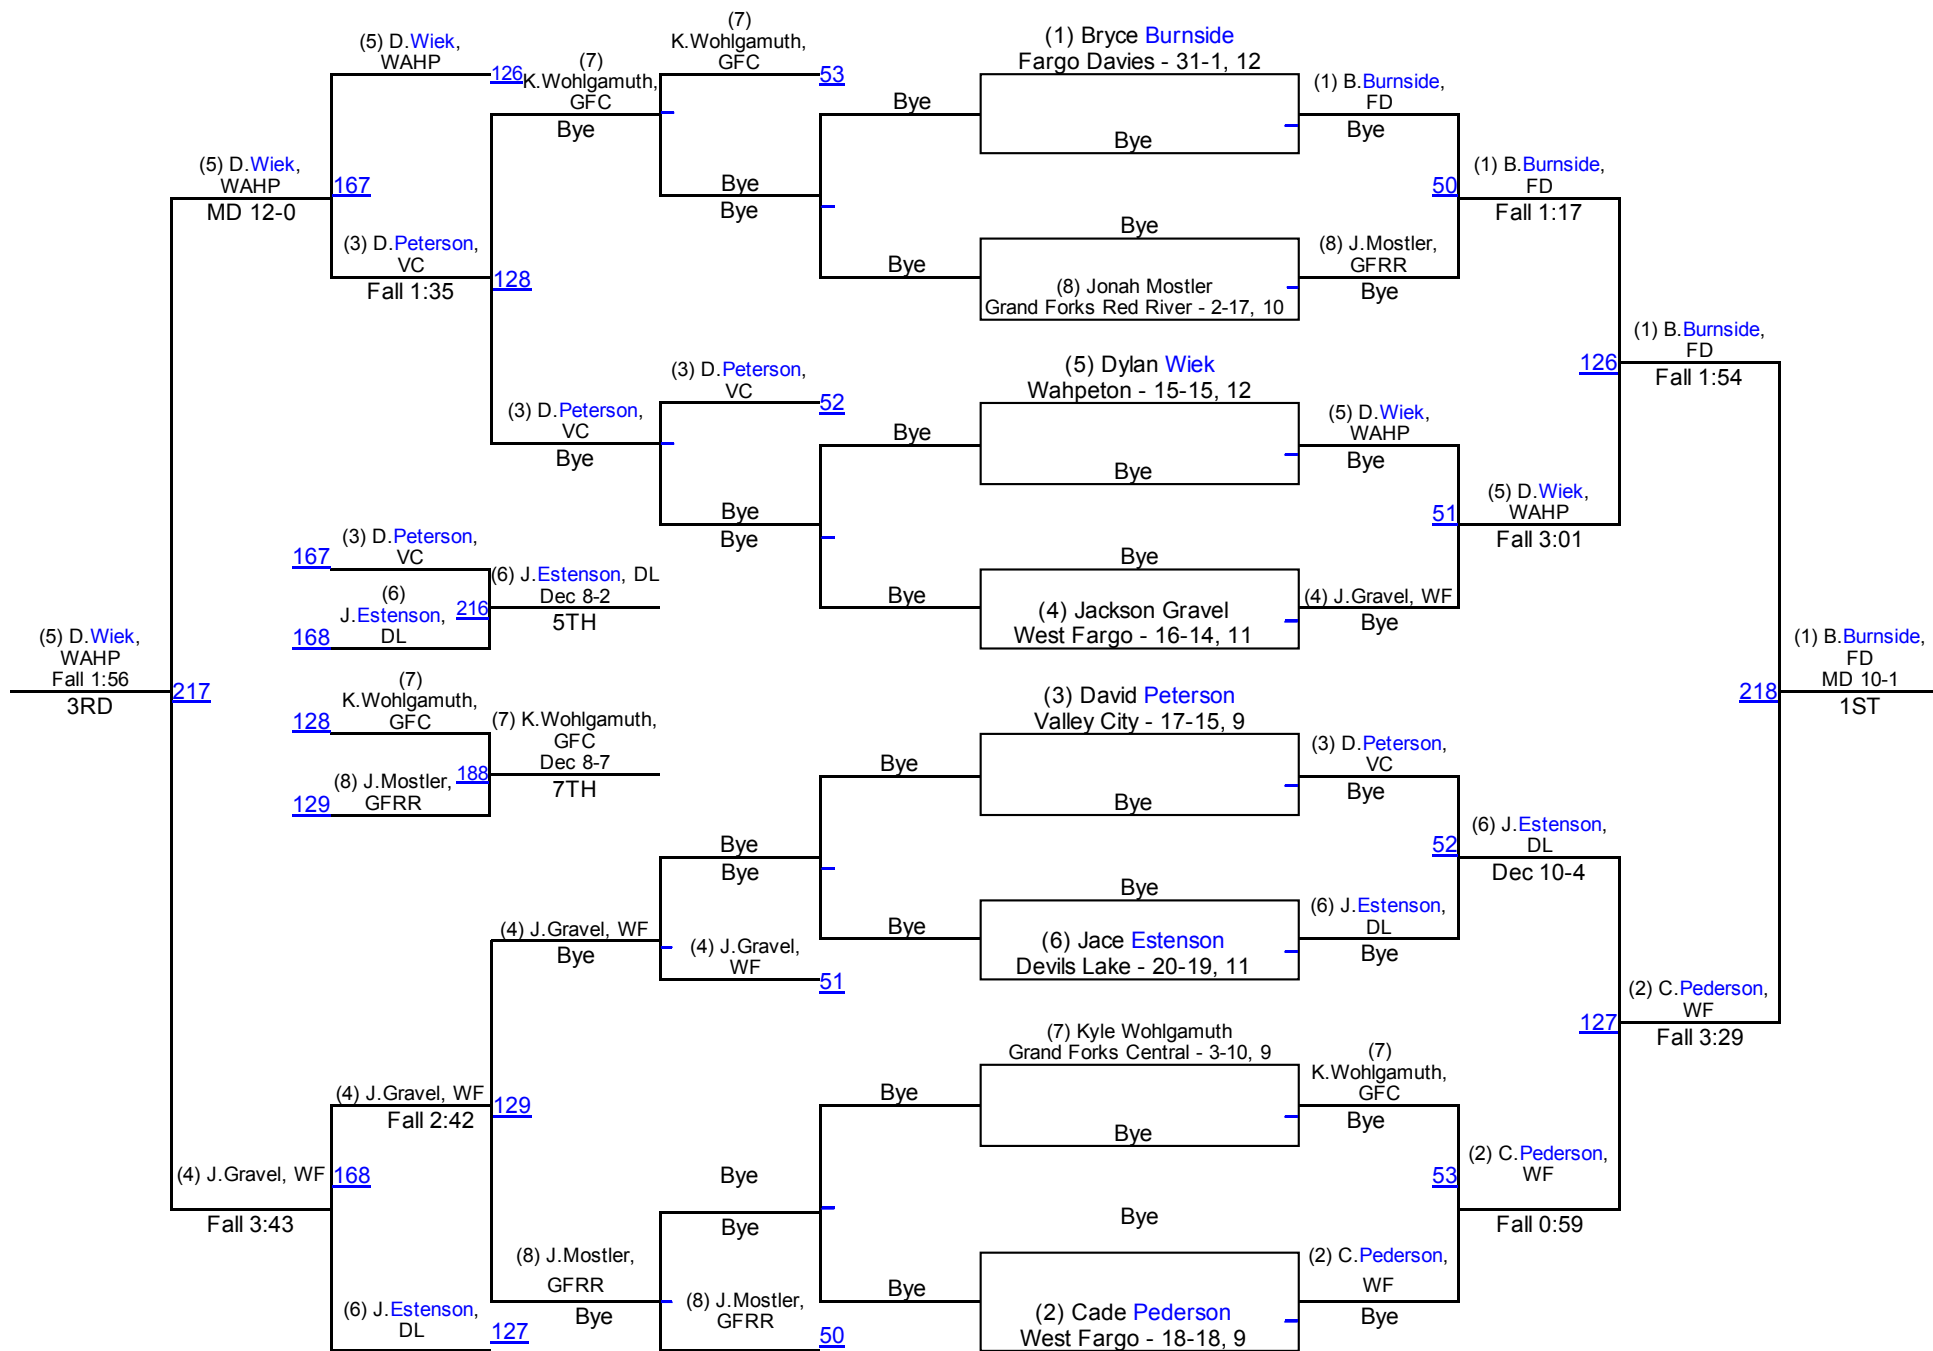 (5) D.Wiek,
WAHP
126
(7)
K.Wohlgamuth,
GFC
Bye
(7)
K.Wohlgamuth,
GFC
53
Bye
(1) Bryce Burnside
Fargo Davies - 31-1, 12
Bye
(1) B.Burnside,
FD
Bye
(5) D.Wiek,
WAHP
MD 12-0
167
Bye
Bye
50
(1) B.Burnside,
FD
Fall 1:17
(3) D.Peterson,
VC
Fall 1:35
128
Bye
Bye
(8) Jonah Mostler
Grand Forks Red River - 2-17, 10
(8) J.Mostler,
GFRR
Bye
(1) B.Burnside,
FD
Fall 1:54
126
(3) D.Peterson,
VC
52
(5) Dylan Wiek
Wahpeton - 15-15, 12
(3) D.Peterson,
VC
Bye
Bye
Bye
(5) D.Wiek,
WAHP
Bye
Bye
Bye
51
(5) D.Wiek,
WAHP
Fall 3:01
167
(3) D.Peterson,
VC
(6) J.Estenson, DL
Dec 8-2
5TH
216
(6)
J.Estenson,
DL
168
Bye
Bye
(4) Jackson Gravel
West Fargo - 16-14, 11
(4) J.Gravel, WF
Bye
(5) D.Wiek,
WAHP
Fall 1:56
3RD
217
(1) B.Burnside,
FD
MD 10-1
1ST
218
(7)
K.Wohlgamuth,
GFC
128
(7) K.Wohlgamuth,
GFC
Dec 8-7
7TH
188
(8) J.Mostler,
GFRR
129
(3) David Peterson
Valley City - 17-15, 9
Bye
Bye
(3) D.Peterson,
VC
Bye
Bye
Bye
52
(6) J.Estenson,
DL
Dec 10-4
(4) J.Gravel, WF
Bye
(4) J.Gravel,
WF
51
Bye
Bye
(6) Jace Estenson
Devils Lake - 20-19, 11
(6) J.Estenson,
DL
Bye
127
(2) C.Pederson,
WF
Fall 3:29
(4) J.Gravel, WF
Fall 2:42
129
Bye
(7) Kyle Wohlgamuth
Grand Forks Central - 3-10, 9
Bye
(7)
K.Wohlgamuth,
GFC
Bye
(4) J.Gravel, WF
Fall 3:43
168
Bye
Bye
Bye
53
(2) C.Pederson,
WF
Fall 0:59
(8) J.Mostler,
GFRR
Bye
(8) J.Mostler,
GFRR
50
Bye
(2) Cade Pederson
West Fargo - 18-18, 9
(2) C.Pederson,
WF
Bye
(6) J.Estenson,
DL
127